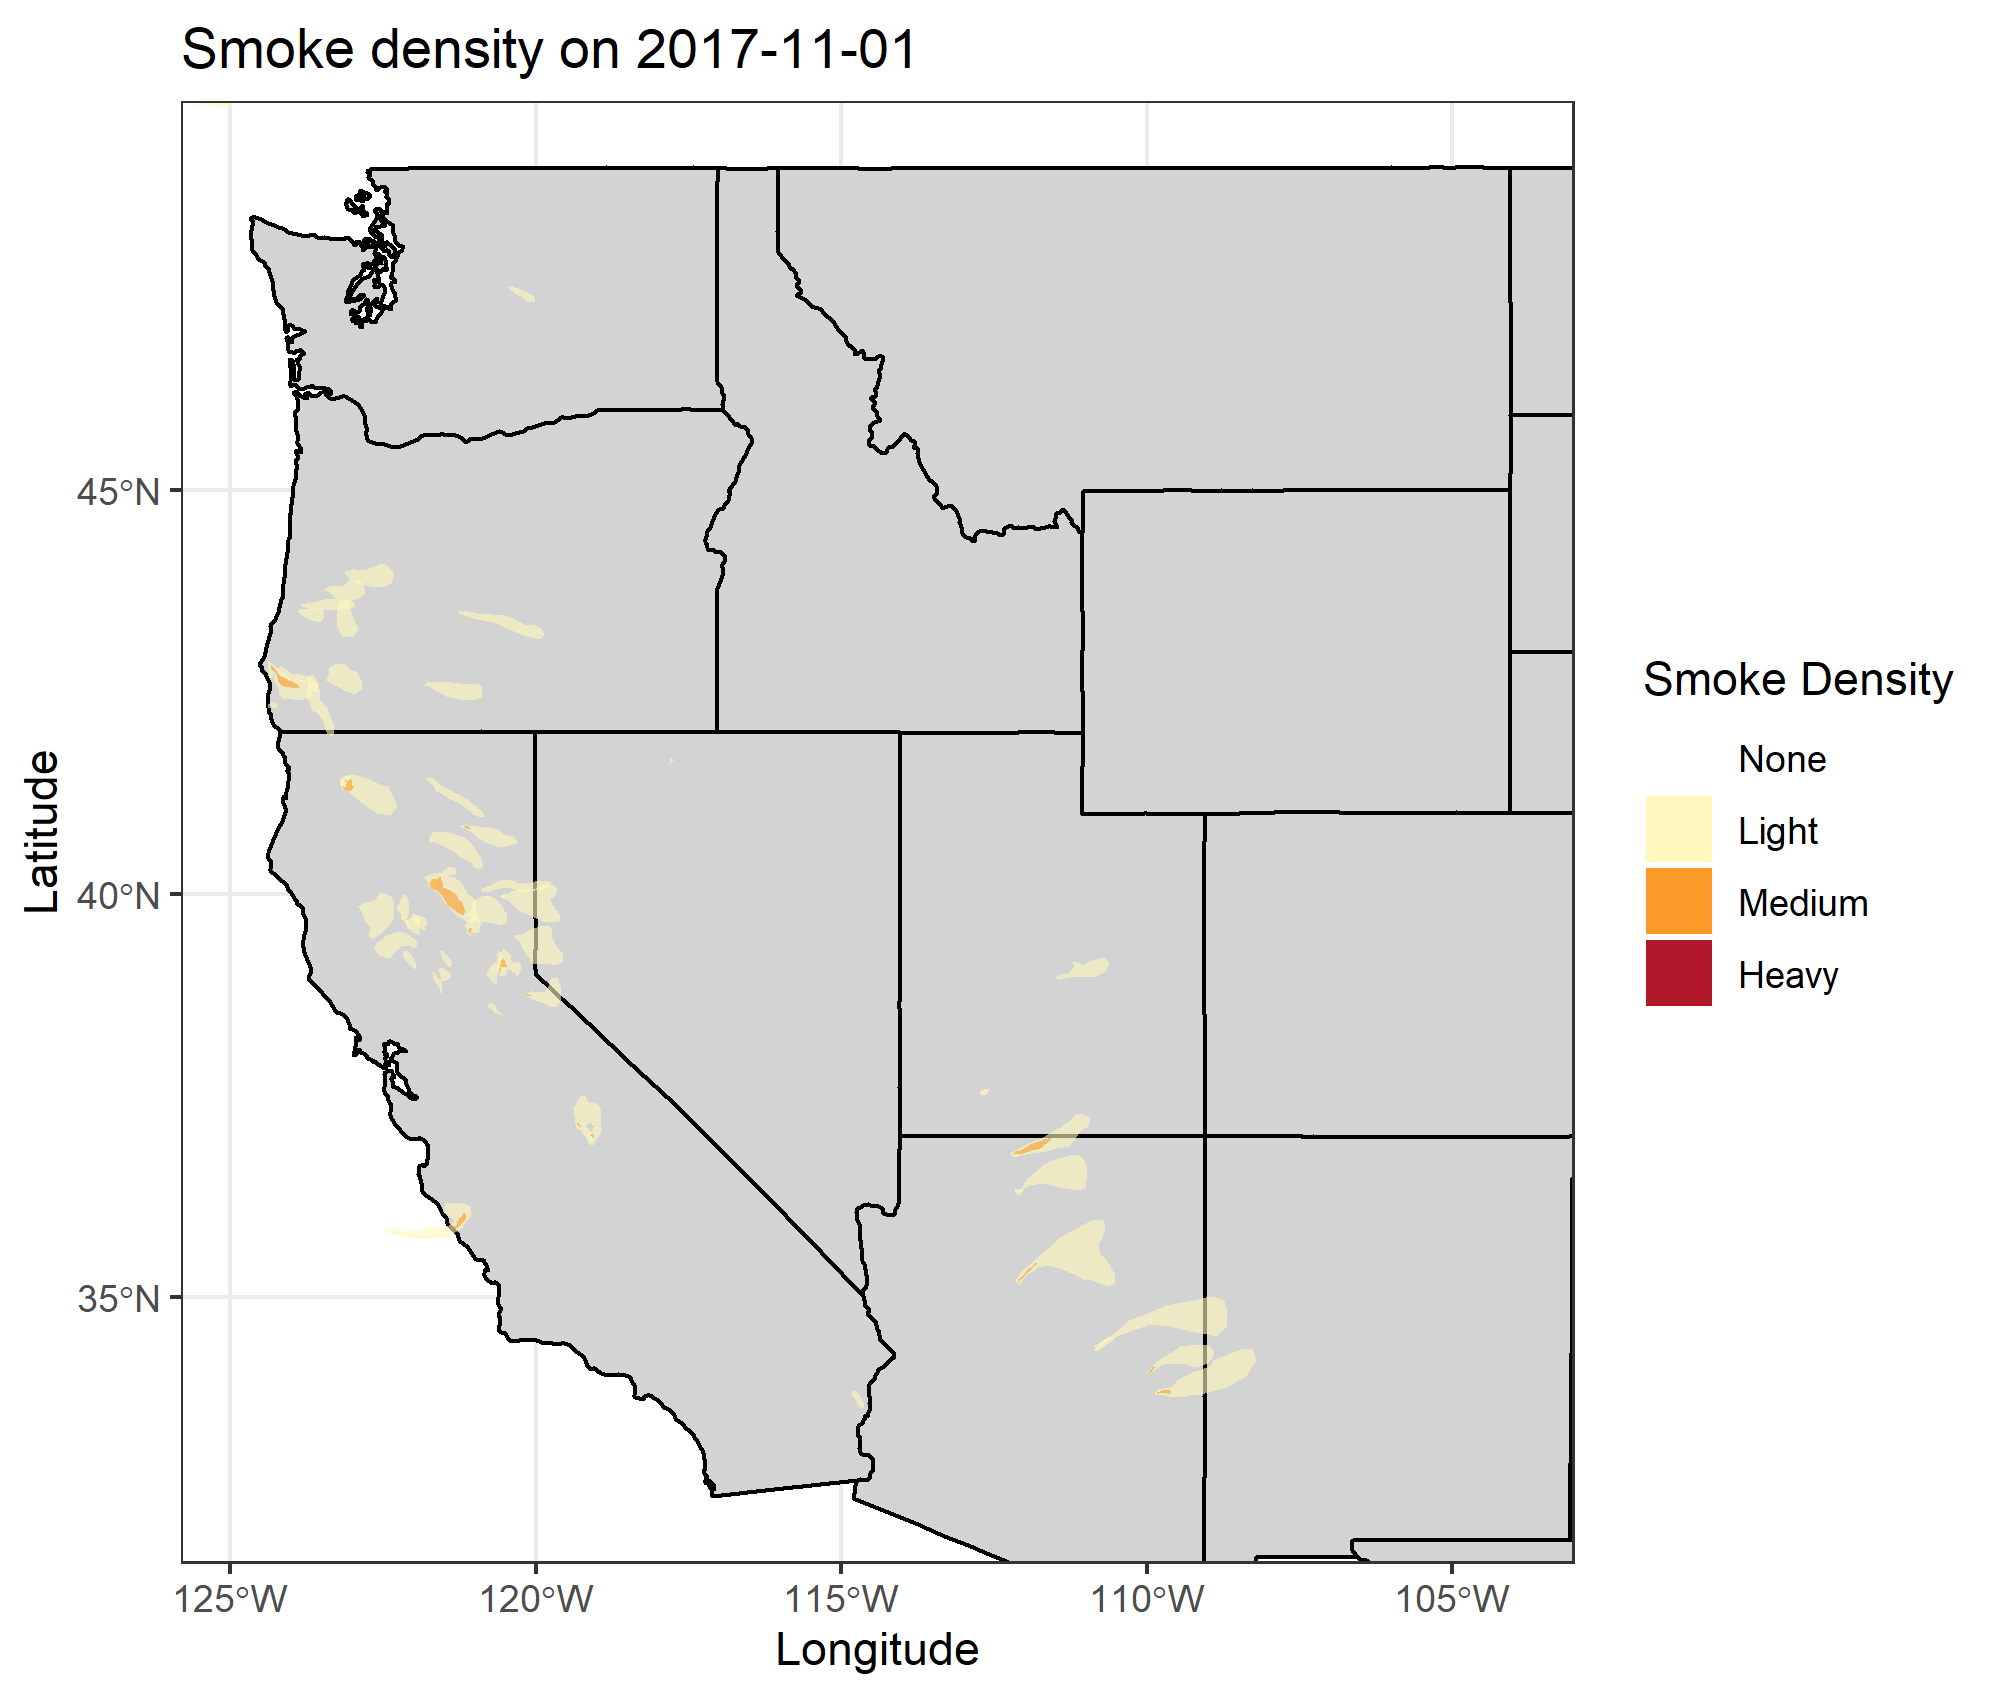 Smoke density on 2017-11-01
Latitude
45°N
40°N
35°N
125°W
120°W
115°W
110°W
105°W
Longitude
Smoke Density
None
Light
Medium
Heavy